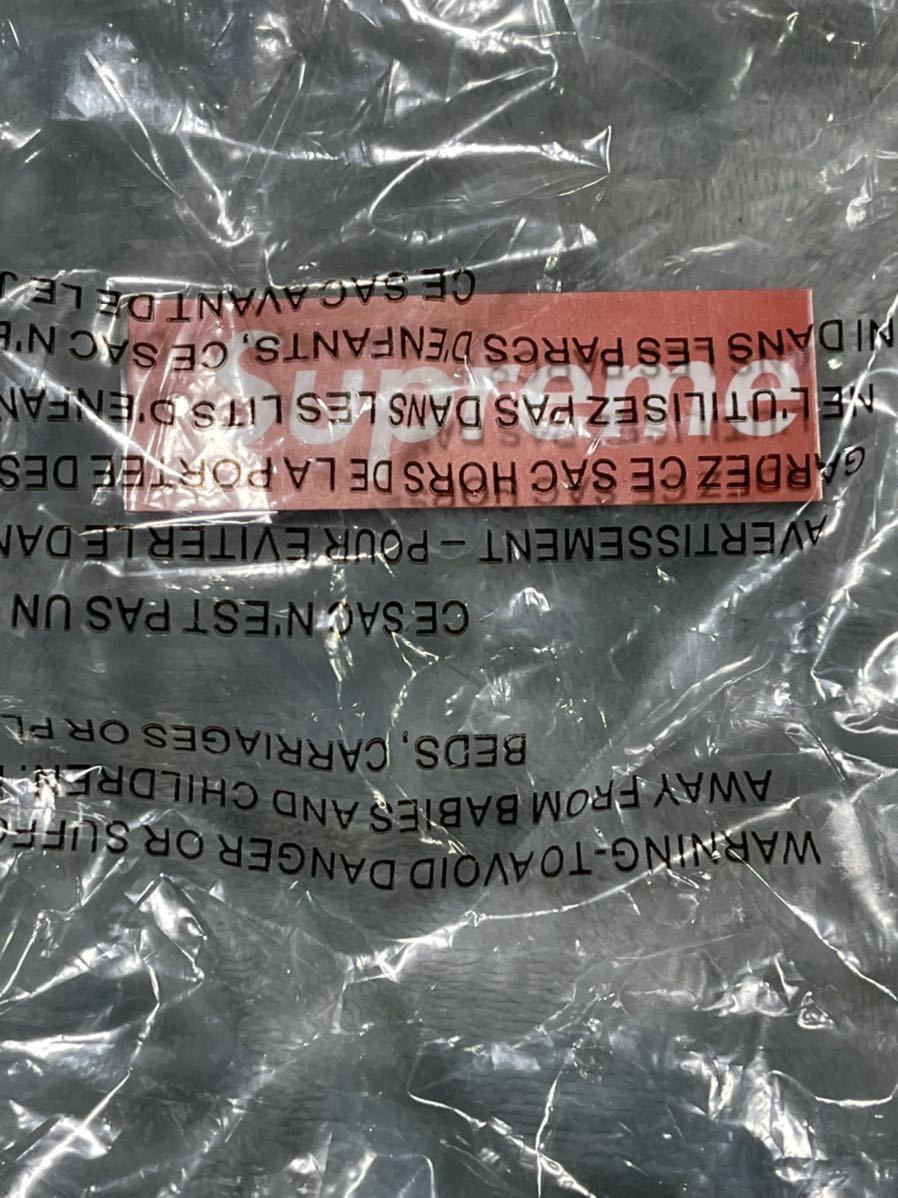 Supreme
WARNING-TO AVOID DANGER OR SUFFO
AWAY FROM BABIES AND CHILDREN.
BEDS, CARRIAGES OR PL
CE SAC N'EST PAS UN
AVERTISSEMENT – POUR EVITER LE DAN
GARDEZ CE SAC HORS DE LA PORTEE DES
NE L'UTILISEZ PAS DANS LES LITS D'ENFAN
NI DANS LES PARCS D'ENFANTS, CE SAC N'E
CE SAC AVANT DE LE J